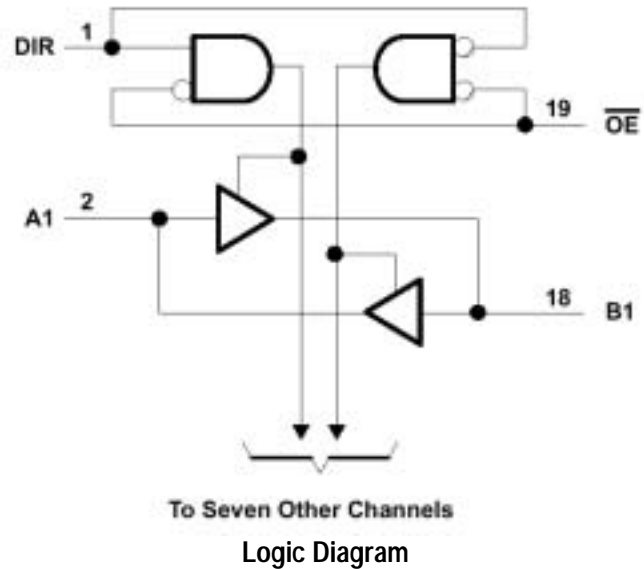 DIR 1
19 OE
A1 2
18 B1
To Seven Other Channels
Logic Diagram